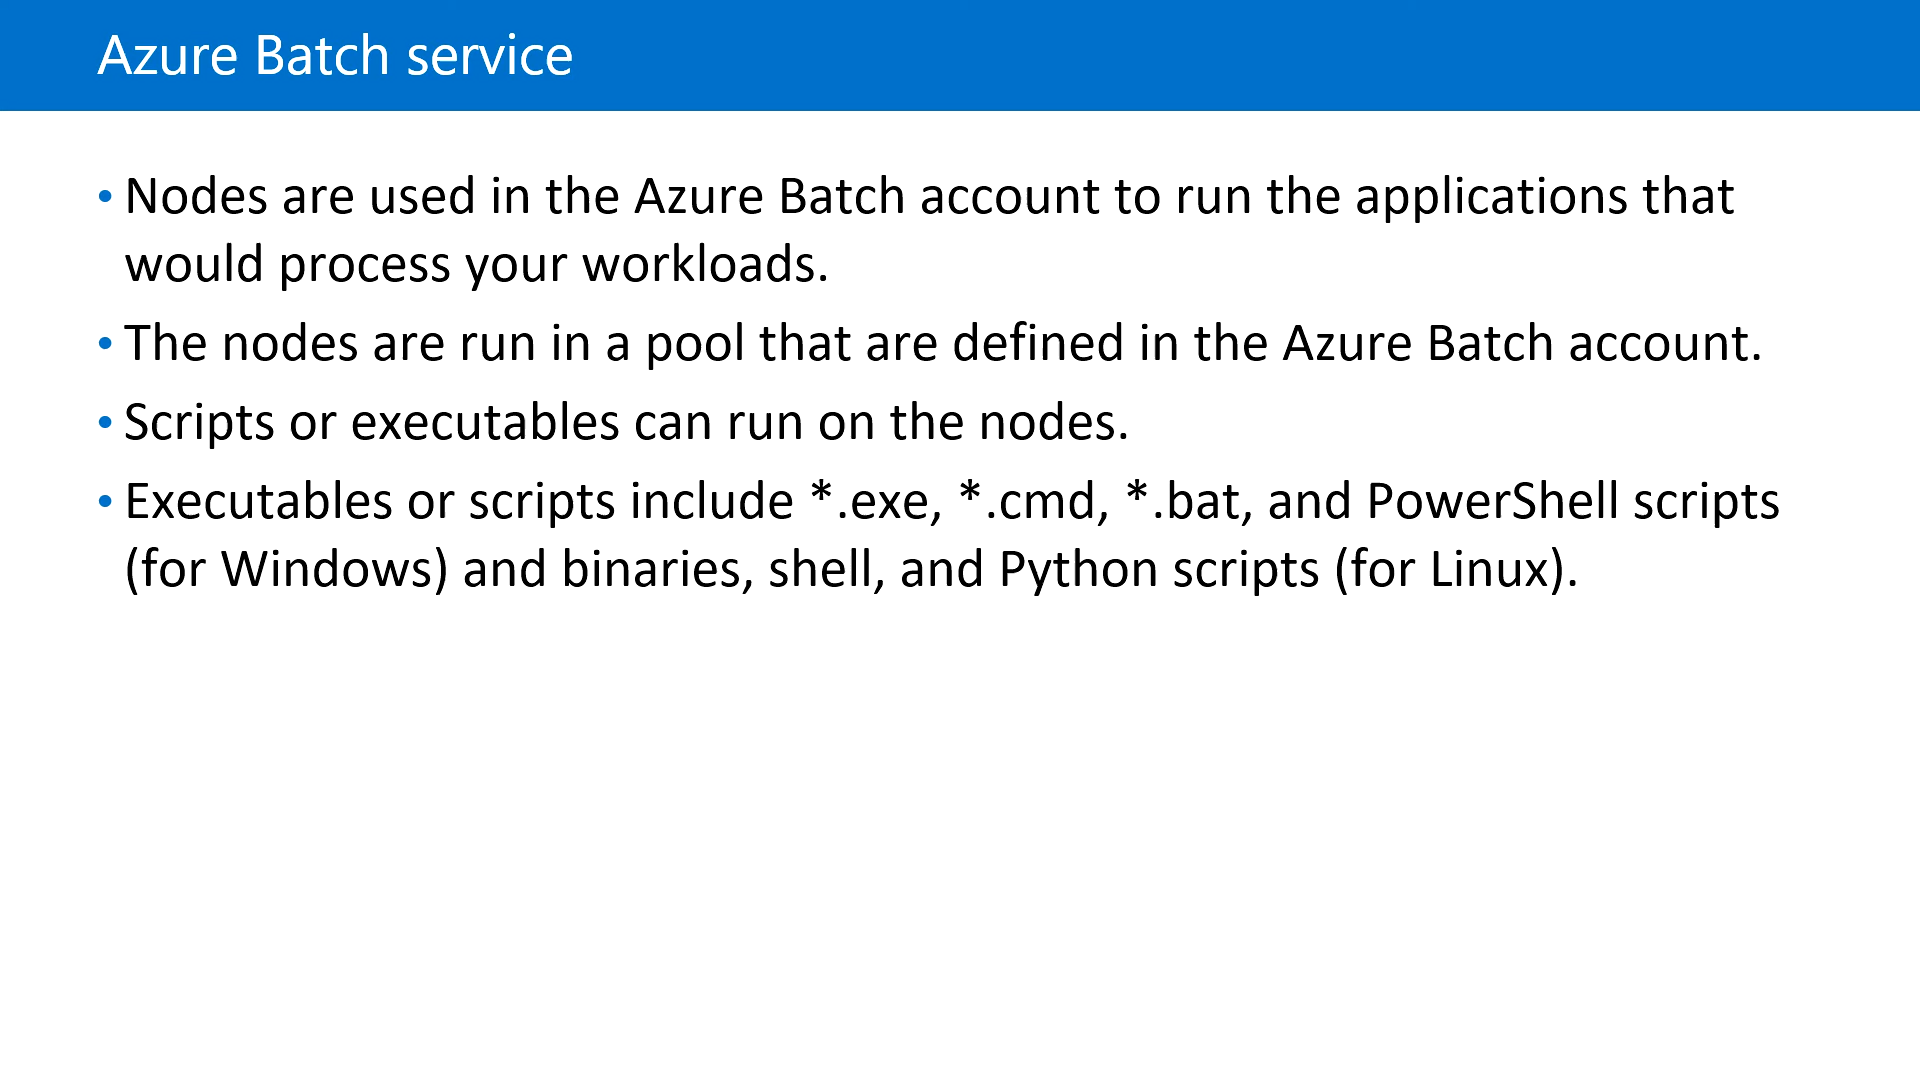 Azure Batch service
• Nodes are used in the Azure Batch account to run the applications that
would process your workloads.
• The nodes are run in a pool that are defined in the Azure Batch account.
• Scripts or executables can run on the nodes.
• Executables or scripts include *.exe, *.cmd, *.bat, and PowerShell scripts
(for Windows) and binaries, shell, and Python scripts (for Linux).